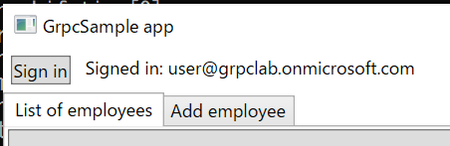 GrpcSample app
Sign in Signed in: user@grpclab.onmicrosoft.com
List of employees Add employee